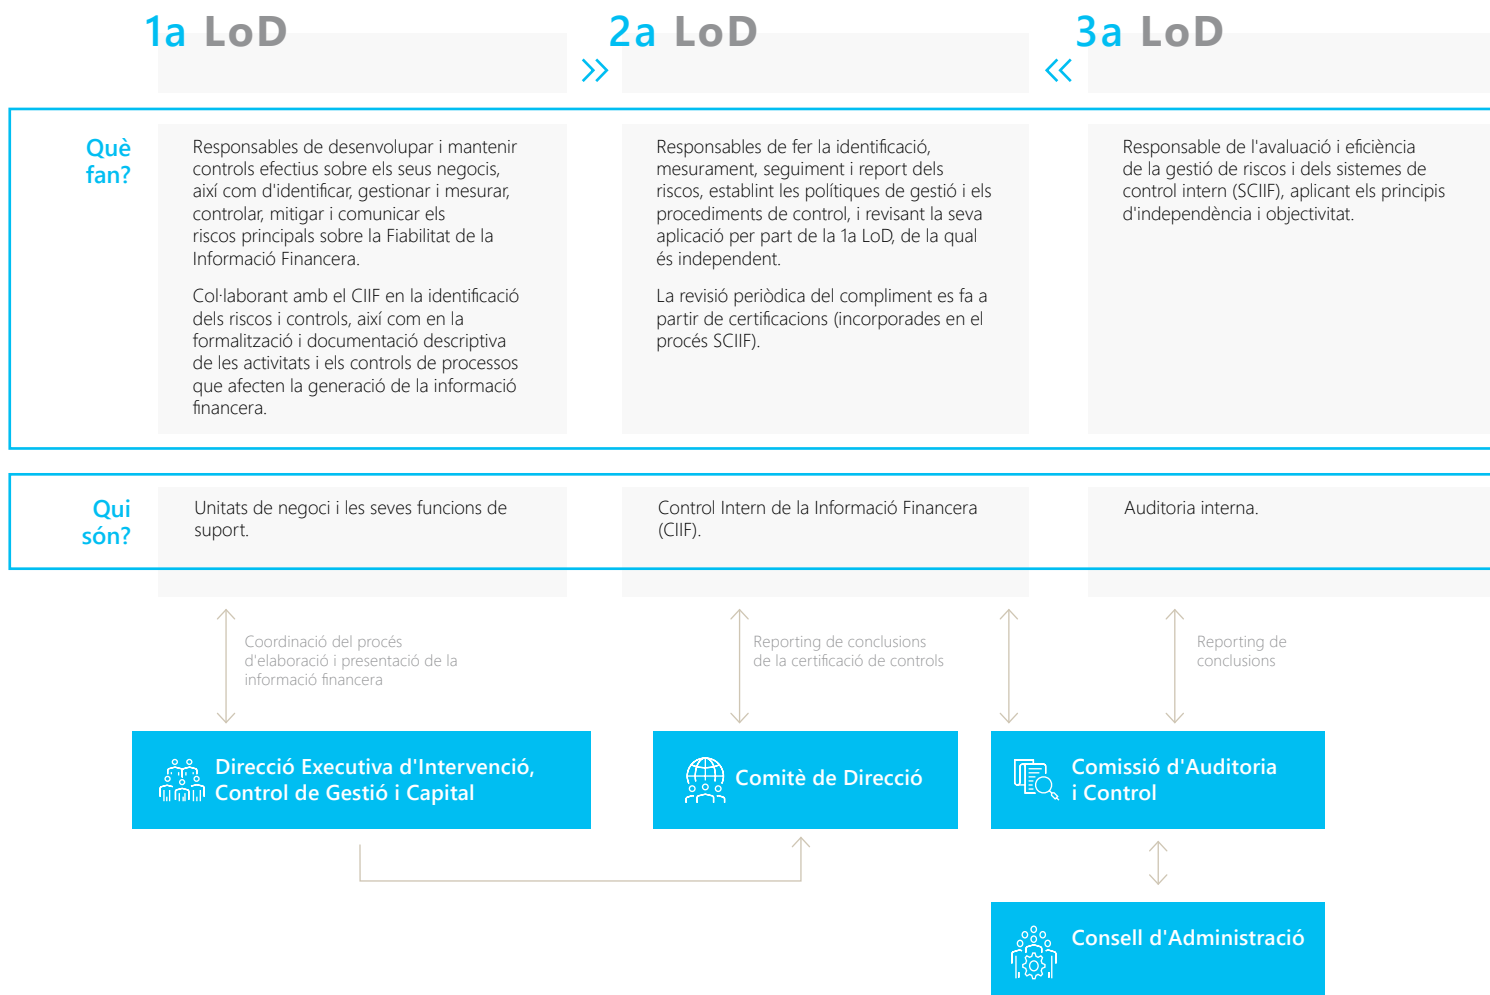 1a LoD
2a LoD
3a LoD
Què
fan?
Responsables de desenvolupar i mantenir
controls efectius sobre els seus negocis,
així com d'identificar, gestionar i mesurar,
controlar, mitigar i comunicar els
riscos principals sobre la Fiabilitat de la
Informació Financera.
Col·laborant amb el CIIF en la identificació
dels riscos i controls, així com en la
formalització i documentació descriptiva
de les activitats i els controls de processos
que afecten la generació de la informació
financera.
Responsables de fer la identificació,
mesurament, seguiment i report dels
riscos, establint les polítiques de gestió i els
procediments de control, i revisant la seva
aplicació per part de la 1a LoD, de la qual
és independent.
La revisió periòdica del compliment es fa a
partir de certificacions (incorporades en el
procés SCIIF).
Responsable de l'avaluació i eficiència
de la gestió de riscos i dels sistemes de
control intern (SCIIF), aplicant els principis
d'independència i objectivitat.
Qui
són?
Unitats de negoci i les seves funcions de
suport.
Control Intern de la Informació Financera
(CIIF).
Auditoria interna.
Coordinació del procés
d'elaboració i presentació de la
informació financera
Reporting de conclusions
de la certificació de controls
Reporting de
conclusions
Direcció Executiva d'Intervenció,
Control de Gestió i Capital
Comitè de Direcció
Comissió d'Auditoria
i Control
Consell d'Administració